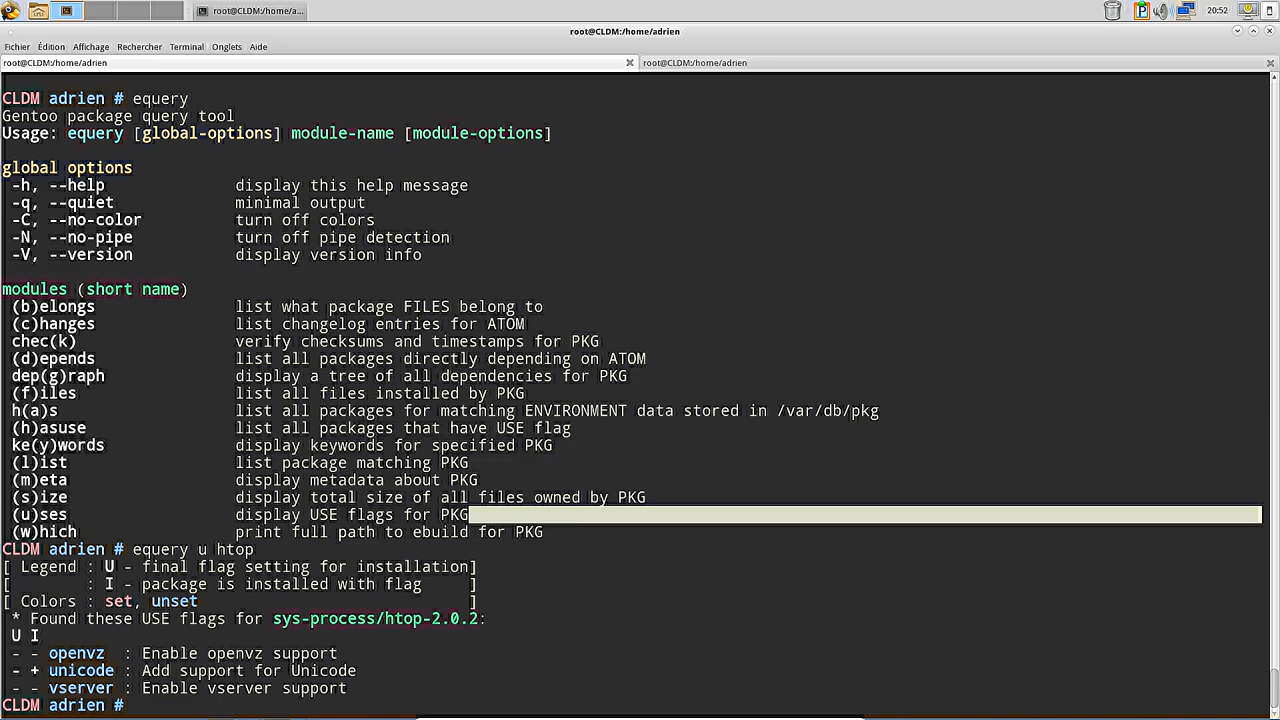 root@CLDM:/home/a...
20:52
root@CLDM:/home/adrien
Fichier Édition Affichage Rechercher Terminal Onglets Aide
root@CLDM:/home/adrien root@CLDM:/home/adrien
CLDM adrien # equery
Gentoo package query tool
Usage: equery [global-options] module-name [module-options]
global options
-h, --help display this help message
-q, --quiet minimal output
-C, --no-color turn off colors
-N, --no-pipe turn off pipe detection
-V, --version display version info
modules (short name)
(b)elongs list what package FILES belong to
(c)hanges list changelog entries for ATOM
chec(k) verify checksums and timestamps for PKG
(d)epends list all packages directly depending on ATOM
dep(g)raph display a tree of all dependencies for PKG
(f)iles list all files installed by PKG
h(a)s list all packages for matching ENVIRONMENT data stored in /var/db/pkg
(h)asuse list all packages that have USE flag
ke(y)words display keywords for specified PKG
(l)ist list package matching PKG
(m)eta display metadata about PKG
(s)ize display total size of all files owned by PKG
(u)ses display USE flags for PKG
(w)hich print full path to ebuild for PKG
CLDM adrien # equery u htop
[ Legend : U - final flag setting for installation]
[ : I - package is installed with flag ]
[ Colors : set, unset ]
* Found these USE flags for sys-process/htop-2.0.2:
U I
- - openvz : Enable openvz support
- + unicode : Add support for Unicode
- - vserver : Enable vserver support
CLDM adrien #